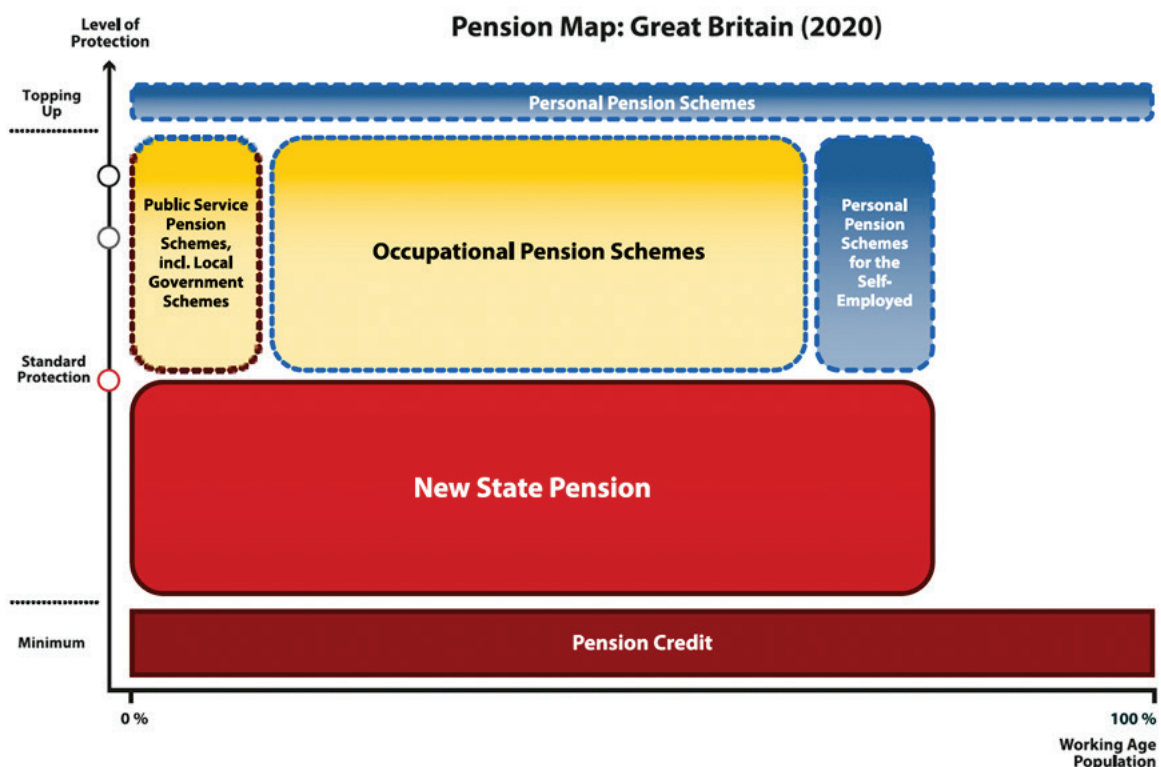 Pension Map: Great Britain (2020)
Level of
Protection
Topping
Up
Personal Pension Schemes
Public Service
Pension
Schemes,
incl. Local
Government
Schemes
Occupational Pension Schemes
Personal
Pension
Schemes
for the
Self-
Employed
Standard
Protection
New State Pension
Minimum
Pension Credit
0 %
100 %
Working Age
Population